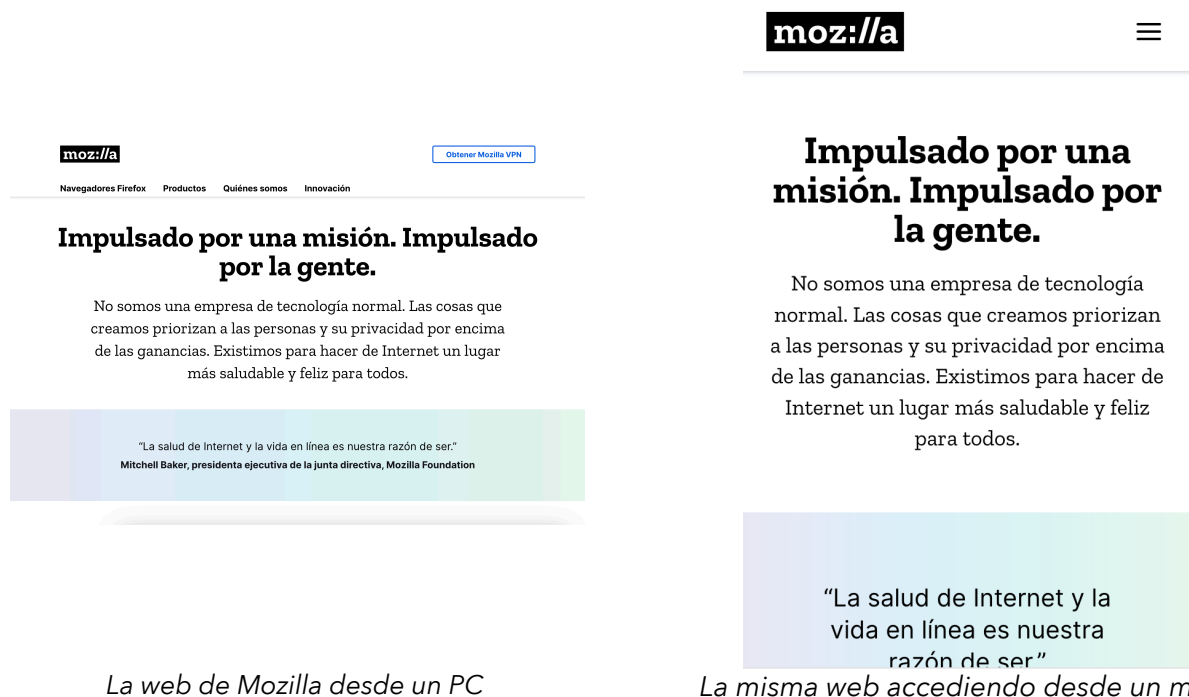 moz://a
Obtener Mozilla VPN
Navegadores Firefox Productos Quiénes somos Innovación
Impulsado por una misión. Impulsado
por la gente.
No somos una empresa de tecnología normal. Las cosas que
creamos priorizan a las personas y su privacidad por encima
de las ganancias. Existimos para hacer de Internet un lugar
más saludable y feliz para todos.
“La salud de Internet y la vida en línea es nuestra razón de ser.”
Mitchell Baker, presidenta ejecutiva de la junta directiva, Mozilla Foundation
La web de Mozilla desde un PC
moz://a
Impulsado por una
misión. Impulsado por
la gente.
No somos una empresa de tecnología
normal. Las cosas que creamos priorizan
a las personas y su privacidad por encima
de las ganancias. Existimos para hacer de
Internet un lugar más saludable y feliz
para todos.
“La salud de Internet y la
vida en línea es nuestra
razón de ser”
La misma web accediendo desde un m